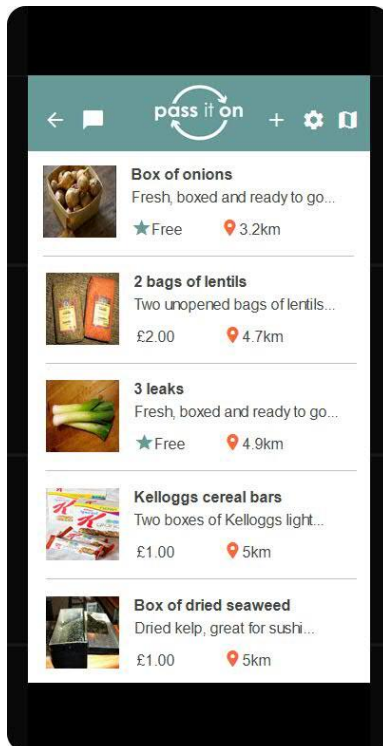 pass it on
Box of onions
Fresh, boxed and ready to go...
Free 3.2km
2 bags of lentils
Two unopened bags of lentils...
£2.00 4.7km
3 leaks
Fresh, boxed and ready to go...
Free 4.9km
Kelloggs cereal bars
Two boxes of Kelloggs light...
£1.00 5km
Box of dried seaweed
Dried kelp, great for sushi...
£1.00 5km